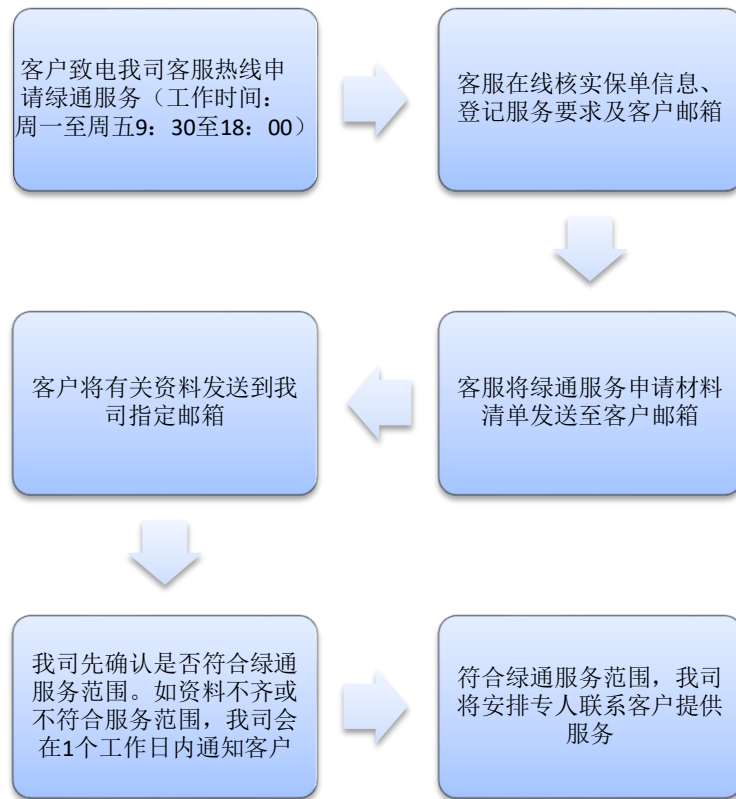 客户致电我司客服热线申
请绿通服务（工作时间：
周一至周五9：30至18：00）
客服在线核实保单信息、
登记服务要求及客户邮箱
客服将绿通服务申请材料
清单发送至客户邮箱
客户将有关资料发送到我
司指定邮箱
我司先确认是否符合绿通
服务范围。如资料不齐或
不符合服务范围，我司会
在1个工作日内通知客户
符合绿通服务范围，我司
将安排专人联系客户提供
服务